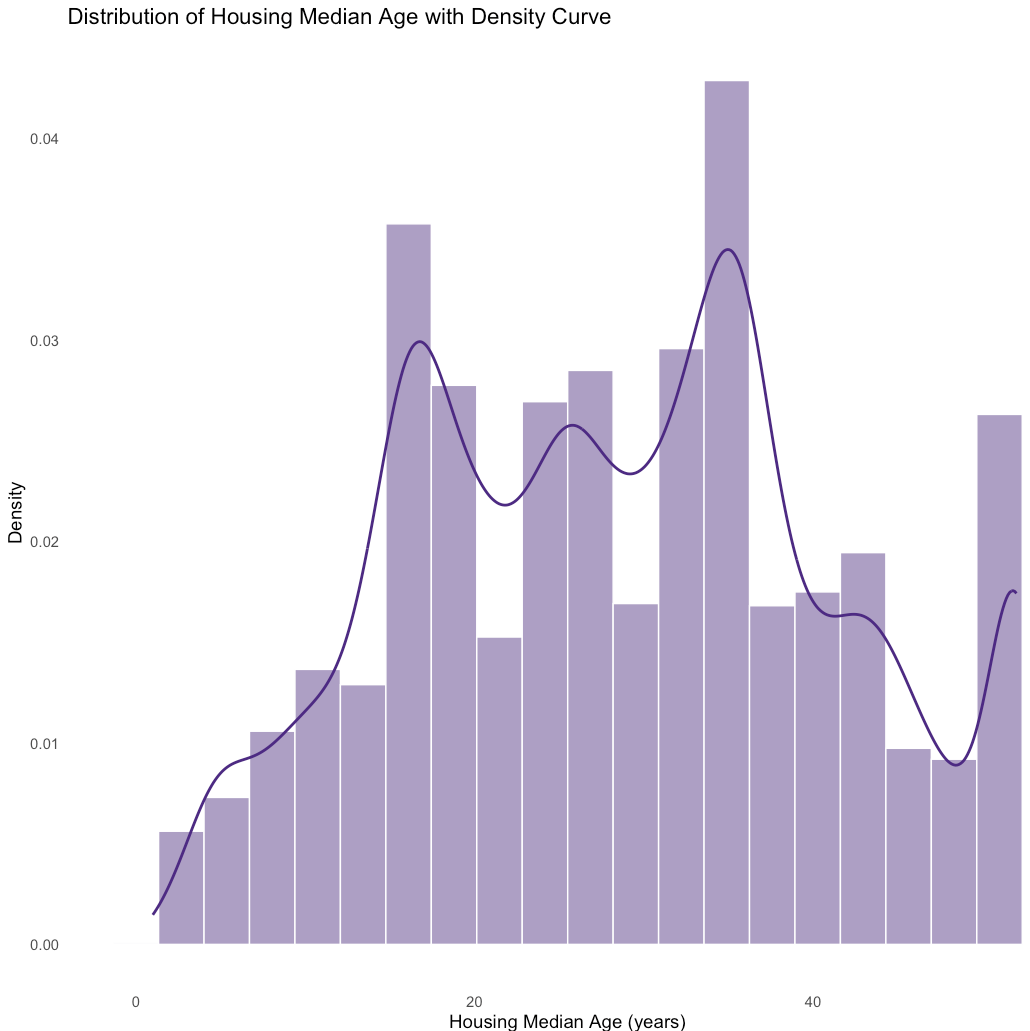 Distribution of Housing Median Age with Density Curve
0.04
0.03
0.02
0.01
0.00
Density
0 20 40
Housing Median Age (years)